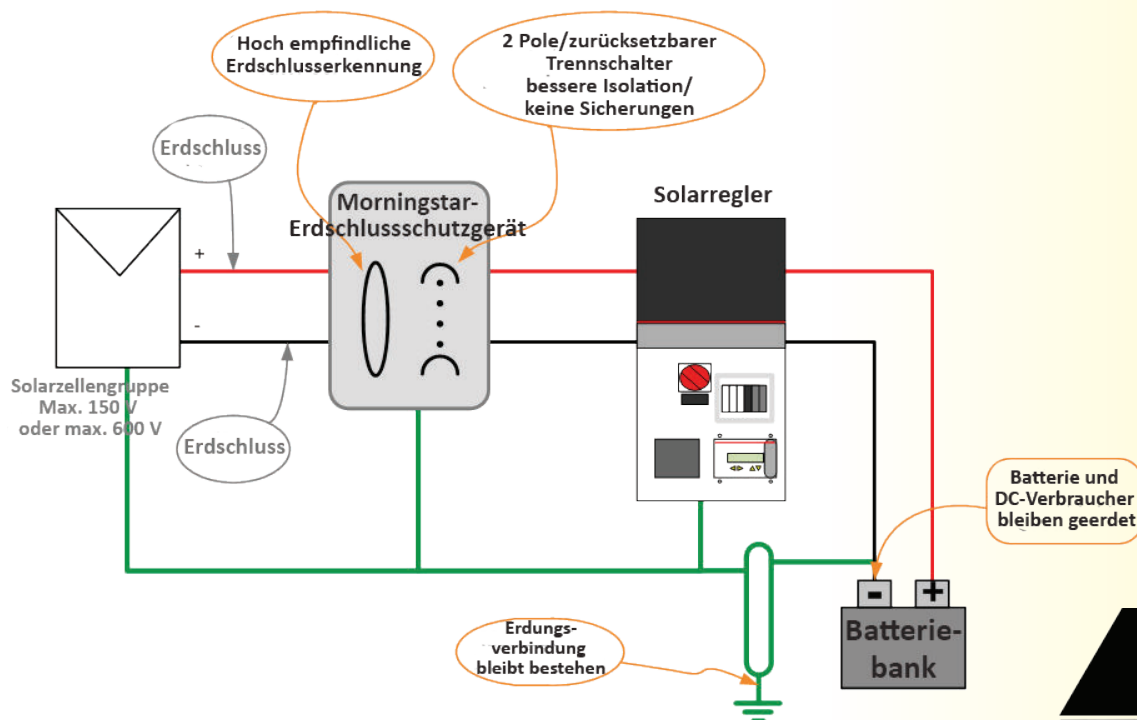 Hoch empfindliche
Erdschlusserkennung
2 Pole/zurücksetzbarer
Trennschalter
bessere Isolation/
keine Sicherungen
Erdschluss
Morningstar-
Erdschlussschutzgerät
Solarregler
+
-
Solarzellengruppe
Max. 150 V
oder max. 600 V
Erdschluss
Batterie und
DC-Verbraucher
bleiben geerdet
Erdungs-
verbindung
bleibt bestehen
- +
Batterie-
bank